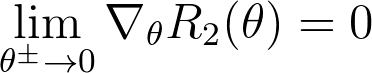 \lim_{\theta^{\pm} \to 0} \nabla_{\theta} R_2(\theta) = 0